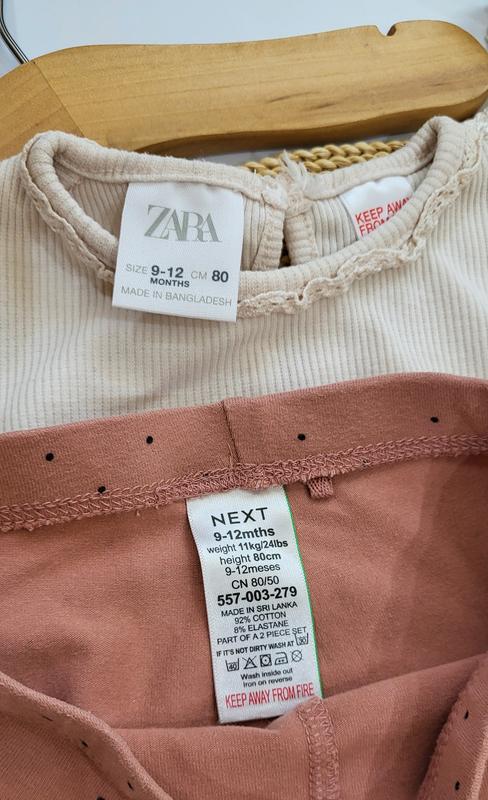 ZARA
SIZE 9-12 CM 80
MONTHS
MADE IN BANGLADESH
KEEP AWAY
FROM
NEXT
9-12mths
weight 11kg/24lbs
height 80cm
9-12meses
CN 80/50
557-003-279
MADE IN SRI LANKA
92% COTTON
8% ELASTANE
PART OF A 2 PIECE SET
IF IT'S NOT DIRTY WASH AT 30
40
Wash inside out
Iron on reverse
KEEP AWAY FROM FIRE